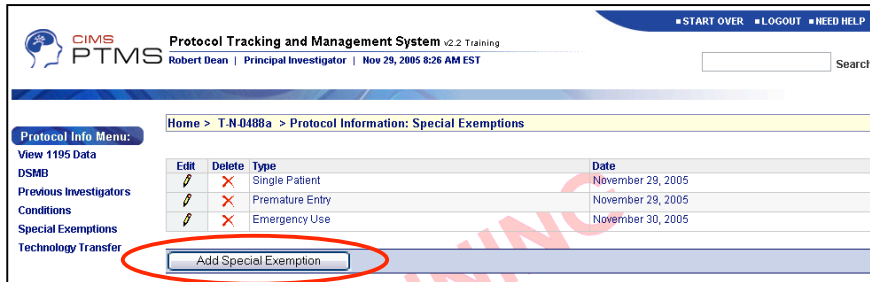 START OVER LOGOUT NEED HELP
CIMS
PTMS
Protocol Tracking and Management System v2.2 Training
Robert Dean | Principal Investigator | Nov 29, 2005 8:26 AM EST
Search
Home > T-N-0488a > Protocol Information: Special Exemptions
Protocol Info Menu:
View 1195 Data
DSMB
Previous Investigators
Conditions
Special Exemptions
Technology Transfer
Edit Delete Type Date
Single Patient November 29, 2005
Premature Entry November 29, 2005
Emergency Use November 30, 2005
Add Special Exemption